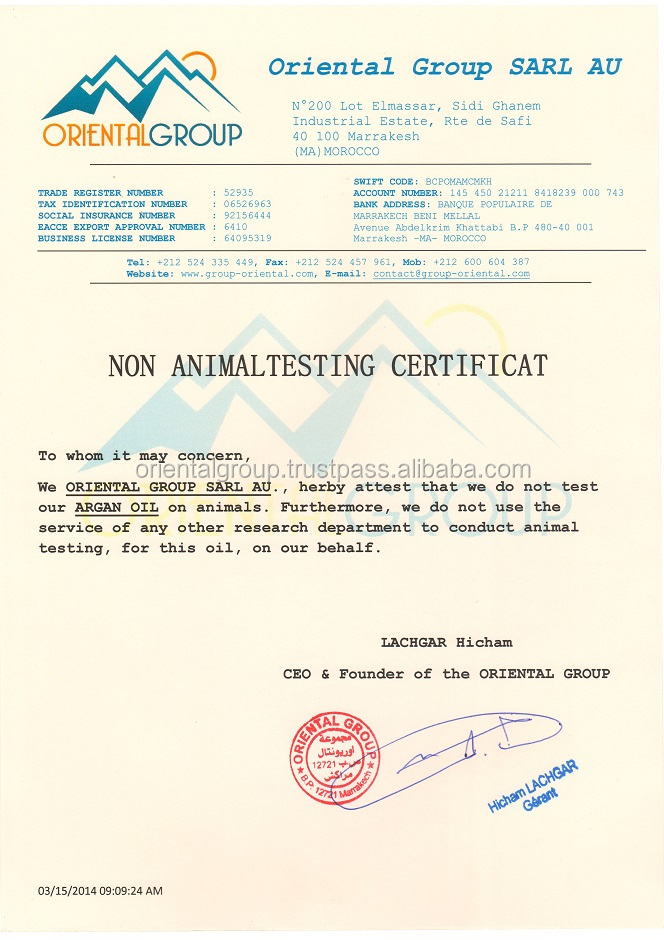 Oriental Group SARL AU
ORIENTALGROUP
N°200 Lot Elmassar, Sidi Ghanem
Industrial Estate, Rte de Safi
40 100 Marrakesh
(MA)MOROCCO
TRADE REGISTER NUMBER : 52935
TAX IDENTIFICATION NUMBER : 06526963
SOCIAL INSURANCE NUMBER : 92156444
EACCE EXPORT APPROVAL NUMBER : 6410
BUSINESS LICENSE NUMBER : 64095319
SWIFT CODE: BCPOMAMCMKH
ACCOUNT NUMBER: 145 450 21211 8418239 000 743
BANK ADDRESS: BANQUE POPULAIRE DE
MARRAKECH BENI MELLAL
Avenue Abdelkrim Khattabi B.P 480-40 001
Marrakesh -MA- MOROCCO
Tel: +212 524 335 449, Fax: +212 524 457 961, Mob: +212 600 604 387
Website: www.group-oriental.com, E-mail: contact@group-oriental.com
NON ANIMALTESTING CERTIFICAT
To whom it may concern,
orientalgroup.trustpass.alibaba.com
We ORIENTAL GROUP SARL AU., herby attest that we do not test
our ARGAN OIL on animals. Furthermore, we do not use the
service of any other research department to conduct animal
testing, for this oil, on our behalf.
ORIENTALGROUP
LACHGAR Hicham
CEO & Founder of the ORIENTAL GROUP
ORIENTAL GROUP
مجموعة
اوريونتال
ص.ب 12721
مراكش
B.P. 12721 Marrakech
Hicham LACHGAR
Gérant
03/15/2014 09:09:24 AM